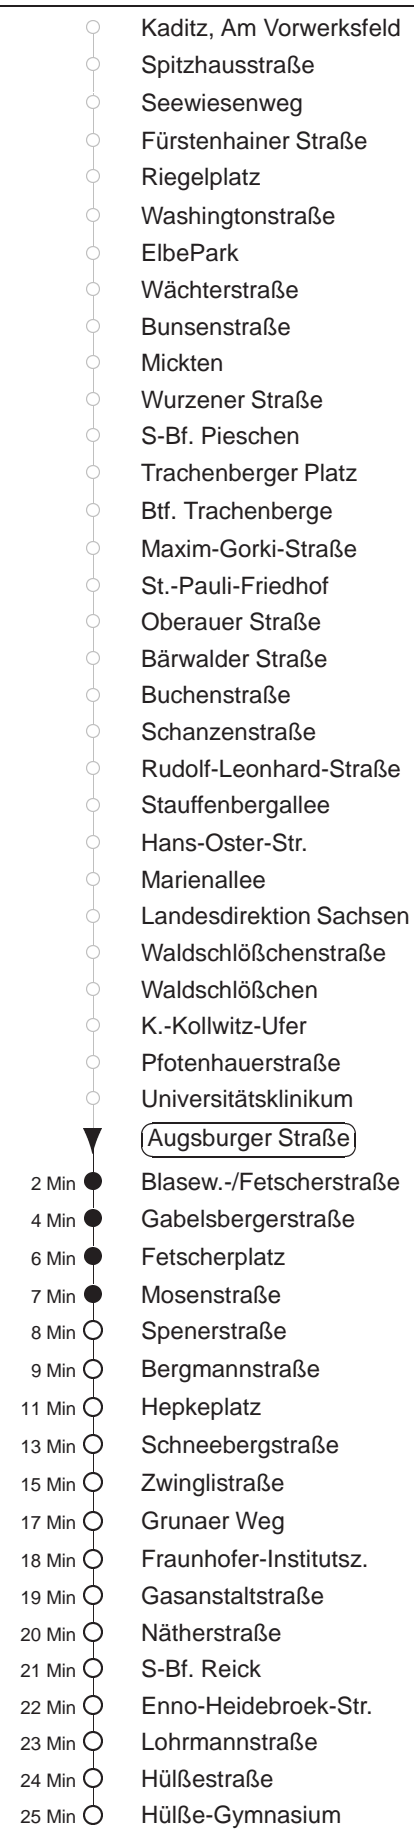 Kaditz, Am Vorwerksfeld
Spitzhausstraße
Seewiesenweg
Fürstenhainer Straße
Riegelplatz
Washingtonstraße
ElbePark
Wächterstraße
Bunsenstraße
Mickten
Wurzener Straße
S-Bf. Pieschen
Trachenberger Platz
Btf. Trachenberge
Maxim-Gorki-Straße
St.-Pauli-Friedhof
Oberauer Straße
Bärwalder Straße
Buchenstraße
Schanzenstraße
Rudolf-Leonhard-Straße
Stauffenbergallee
Hans-Oster-Str.
Marienallee
Landesdirektion Sachsen
Waldschlößchenstraße
Waldschlößchen
K.-Kollwitz-Ufer
Pfotenhauerstraße
Universitätsklinikum
Augsburger Straße
2 Min Blasew.-/Fetscherstraße
4 Min Gabelsbergerstraße
6 Min Fetscherplatz
7 Min Mosenstraße
8 Min Spenerstraße
9 Min Bergmannstraße
11 Min Hepkeplatz
13 Min Schneebergstraße
15 Min Zwinglistraße
17 Min Grunaer Weg
18 Min Fraunhofer-Institutsz.
19 Min Gasanstaltstraße
20 Min Nätherstraße
21 Min S-Bf. Reick
22 Min Enno-Heidebroek-Str.
23 Min Lohrmannstraße
24 Min Hülßestraße
25 Min Hülße-Gymnasium